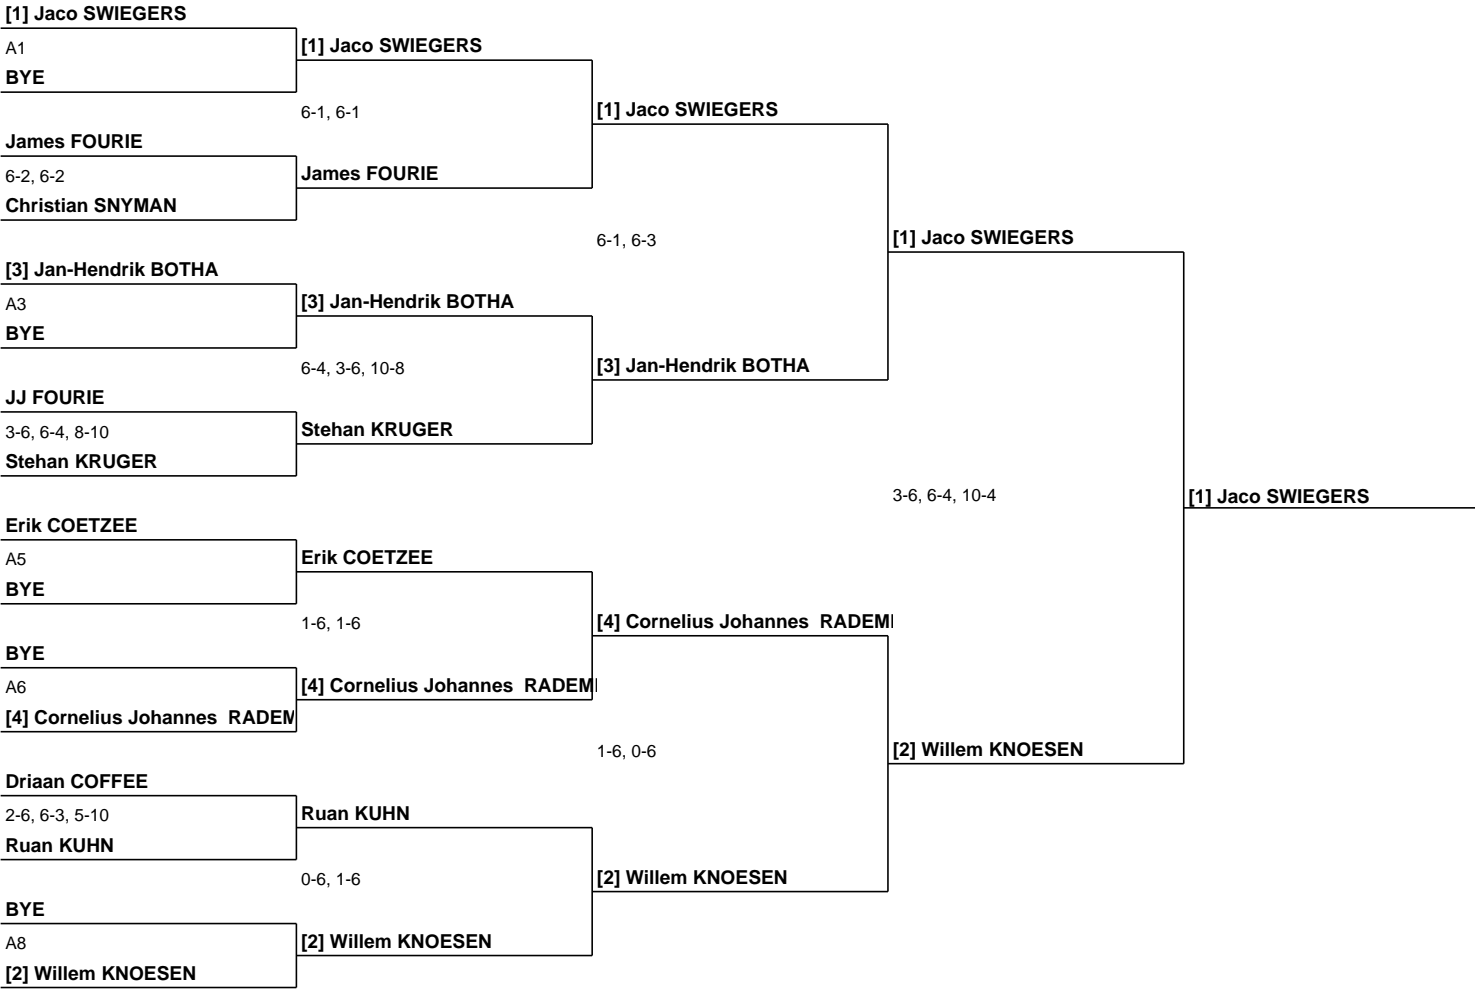 [1] Jaco SWIEGERS
A1
BYE
James FOURIE
6-2, 6-2
Christian SNYMAN
[3] Jan-Hendrik BOTHA
A3
BYE
JJ FOURIE
3-6, 6-4, 8-10
Stehan KRUGER
Erik COETZEE
A5
BYE
BYE
A6
[4] Cornelius Johannes RADEM
Driaan COFFEE
2-6, 6-3, 5-10
Ruan KUHN
BYE
A8
[2] Willem KNOESEN
[1] Jaco SWIEGERS
6-1, 6-1
James FOURIE
[3] Jan-Hendrik BOTHA
6-4, 3-6, 10-8
Stehan KRUGER
Erik COETZEE
1-6, 1-6
[4] Cornelius Johannes RADEM
Ruan KUHN
0-6, 1-6
[2] Willem KNOESEN
[1] Jaco SWIEGERS
6-1, 6-3
[3] Jan-Hendrik BOTHA
[4] Cornelius Johannes RADEM
1-6, 0-6
[2] Willem KNOESEN
[1] Jaco SWIEGERS
3-6, 6-4, 10-4
[2] Willem KNOESEN
[1] Jaco SWIEGERS